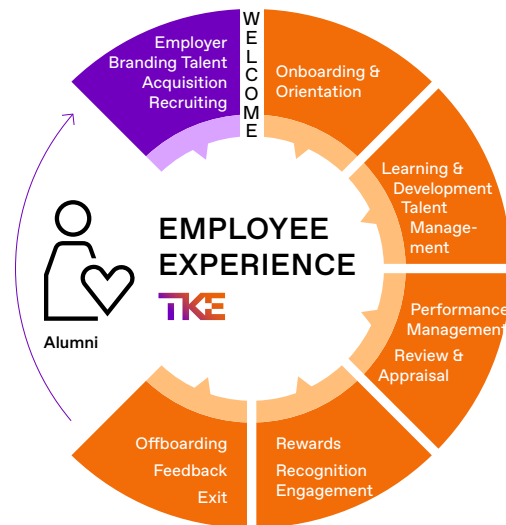 Employer
Branding Talent
Acquisition
Recruiting
WELCOME
Onboarding &
Orientation
Learning &
Development
Talent
Manage-
ment
Performance
Management
Review &
Appraisal
Rewards
Recognition
Engagement
Offboarding
Feedback
Exit
Alumni
EMPLOYEE
EXPERIENCE
TKE